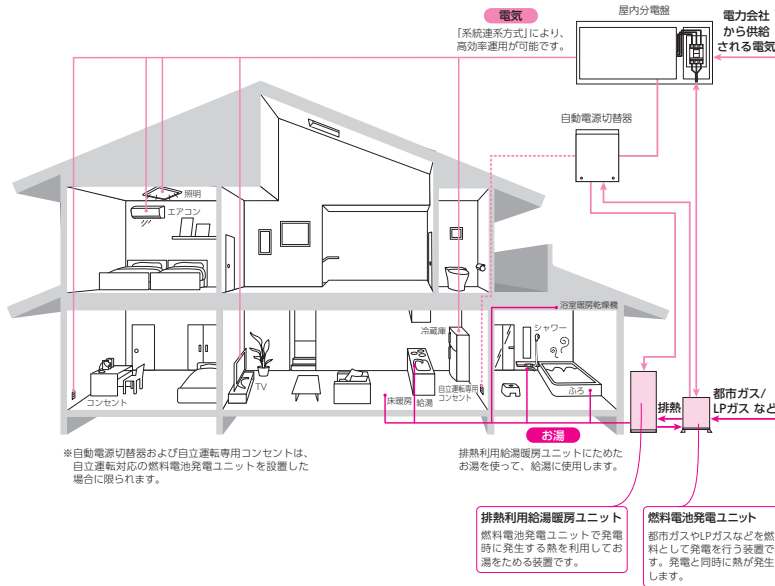 電気
「系統連系方式」により、
高効率運用が可能です。
屋内分電盤
電力会社
から供給
される電気
自動電源切替器
照明
エアコン
浴室暖房乾燥機
シャワー
冷蔵庫
TV
コンセント
床暖房
給湯
自立運転専用
コンセント
ふろ
排熱
都市ガス/
LPガス など
お湯
排熱利用給湯暖房ユニットにためた
お湯を使って、給湯に使用します。
※自動電源切替器および自立運転専用コンセントは、
自立運転対応の燃料電池発電ユニットを設置した
場合に限られます。
排熱利用給湯暖房ユニット
燃料電池発電ユニットで発電
時に発生する熱を利用してお
湯をためる装置です。
燃料電池発電ユニット
都市ガスやLPガスなどを燃
料として発電を行う装置で
す。発電と同時に熱が発生
します。